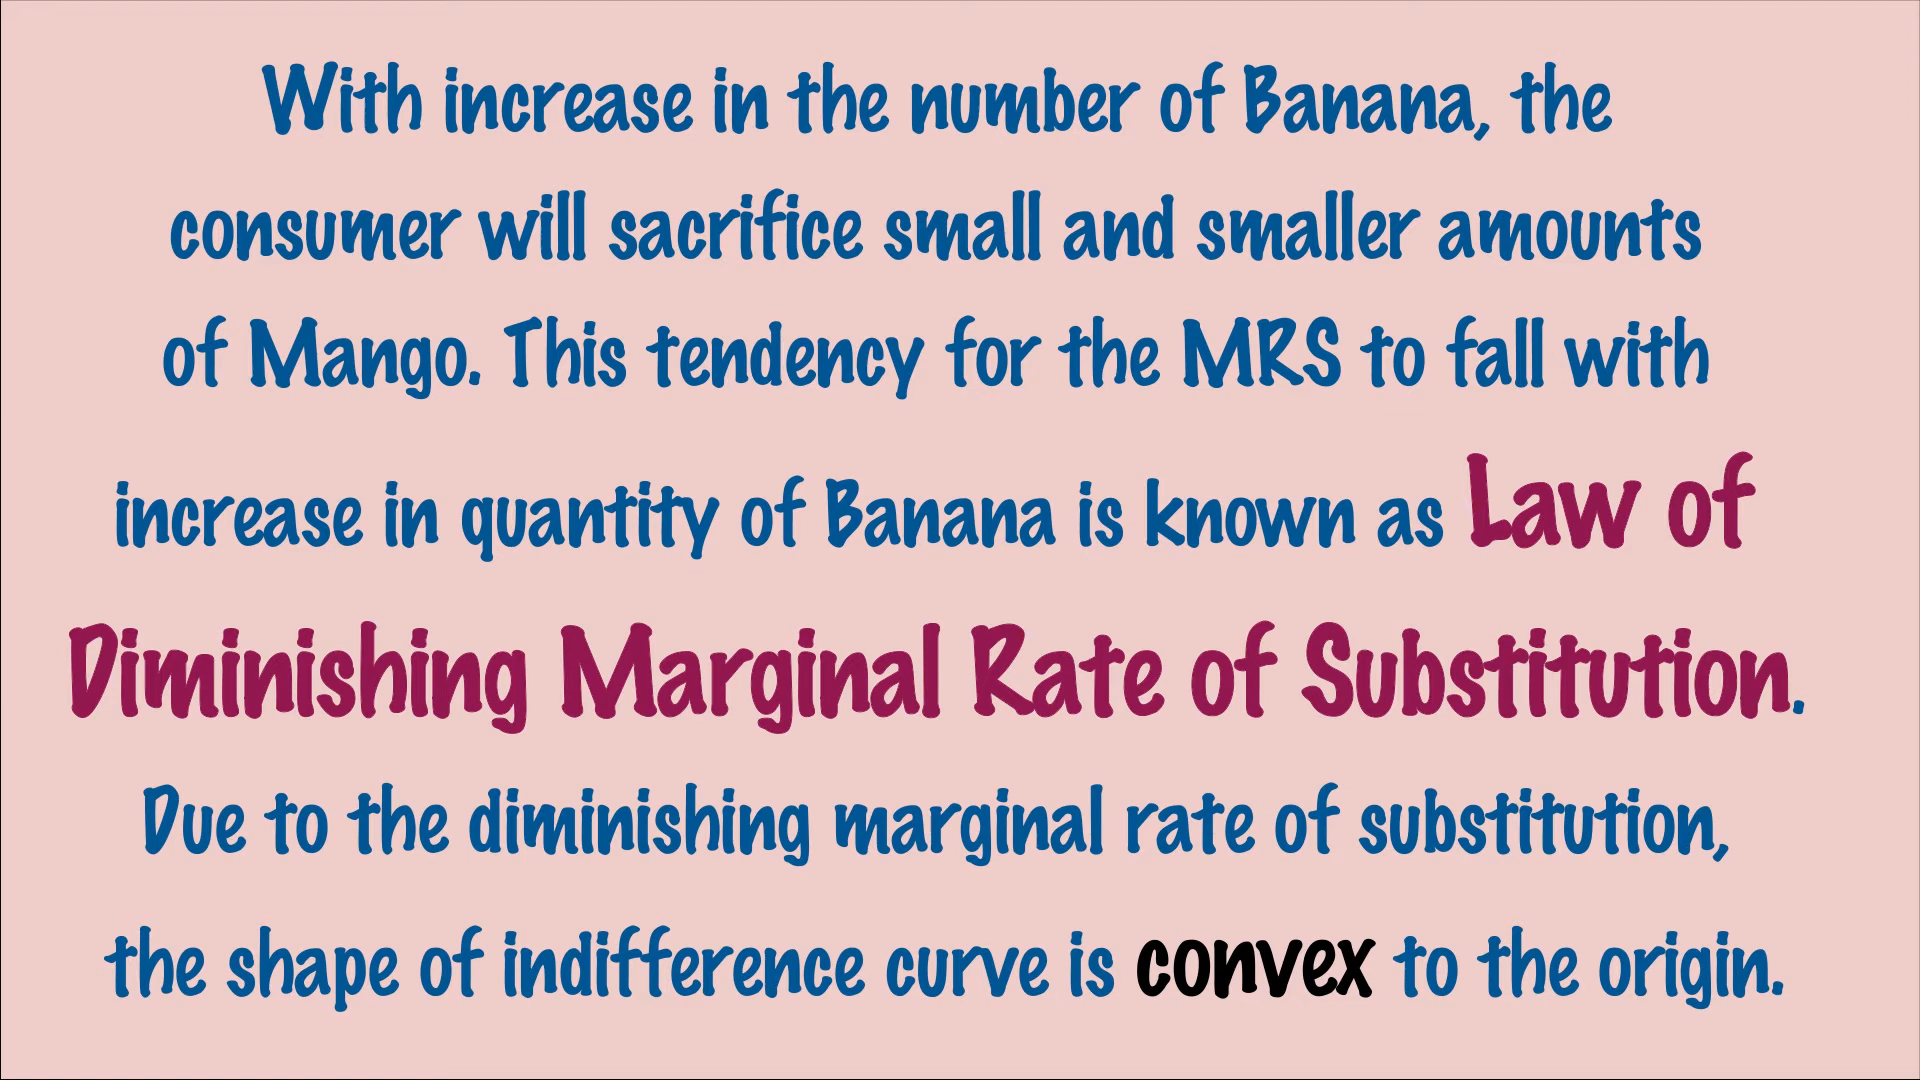 With increase in the number of Banana, the
consumer will sacrifice small and smaller amounts
of Mango. This tendency for the MRS to fall with
increase in quantity of Banana is known as Law of
Diminishing Marginal Rate of Substitution.
Due to the diminishing marginal rate of substitution,
the shape of indifference curve is convex to the origin.